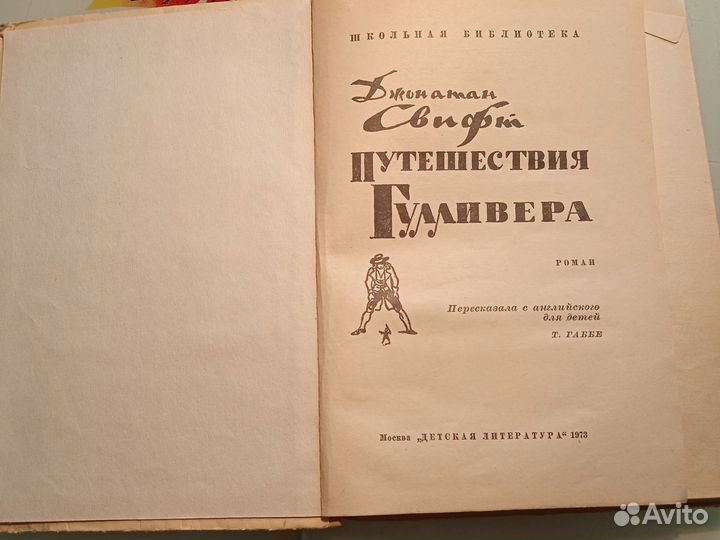 ШКОЛЬНАЯ БИБЛИОТЕКА
Джонатан
Свифт
ПУТЕШЕСТВИЯ
ГУЛЛИВЕРА
РОМАН
Пересказала с английского
для детей
Т. ГАББЕ
Москва „ДЕТСКАЯ ЛИТЕРАТУРА“ 1973
Avito